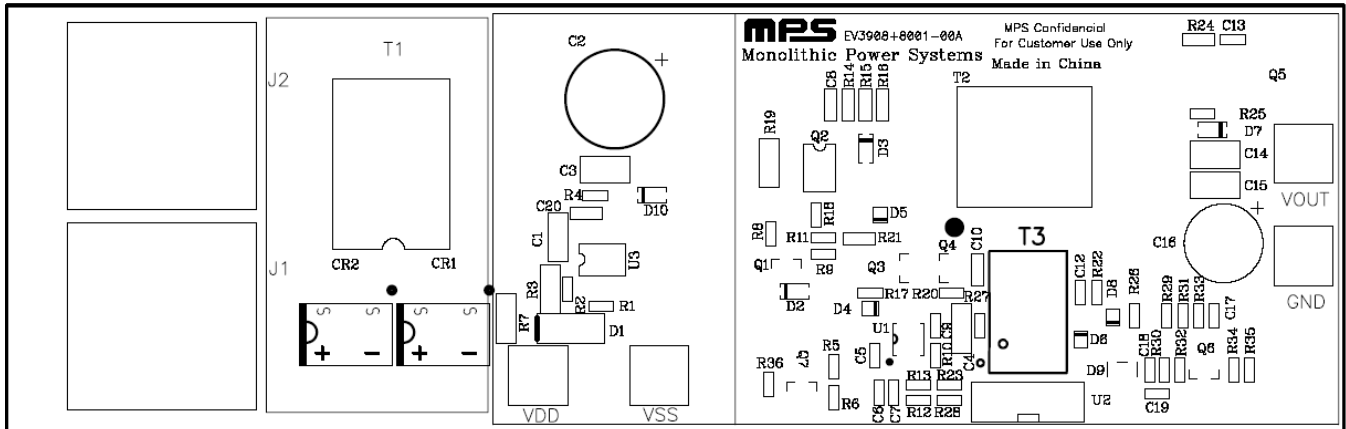 MPS EV3908+8001-00A
Monolithic Power Systems
MPS Confidencial
For Customer Use Only
Made in China
R24 C13
T1
C2
+
J2
T2
Q5
C8
R14
R15
R16
R19
Q2
D3
R25
D7
C14
C15
VOUT
C3
R4
C20
D10
R18
D5
C1
U3
R8
R11
R21
R9
Q1
Q3
Q4
C10
T3
C16
+
CR2
CR1
J1
R3
R2
R1
D2
R17
R20
R27
D4
C12
R22
D8
R26
R29
R31
R33
C17
GND
S S S S
+ - + -
R7
D1
U1
C9
C4
R10
C5
D6
D9
C18
R30
R32
Q6
R34
R35
R36
Q7
R5
R6
R13
R23
C6
C7
R12
R28
U2
C19
VDD
VSS